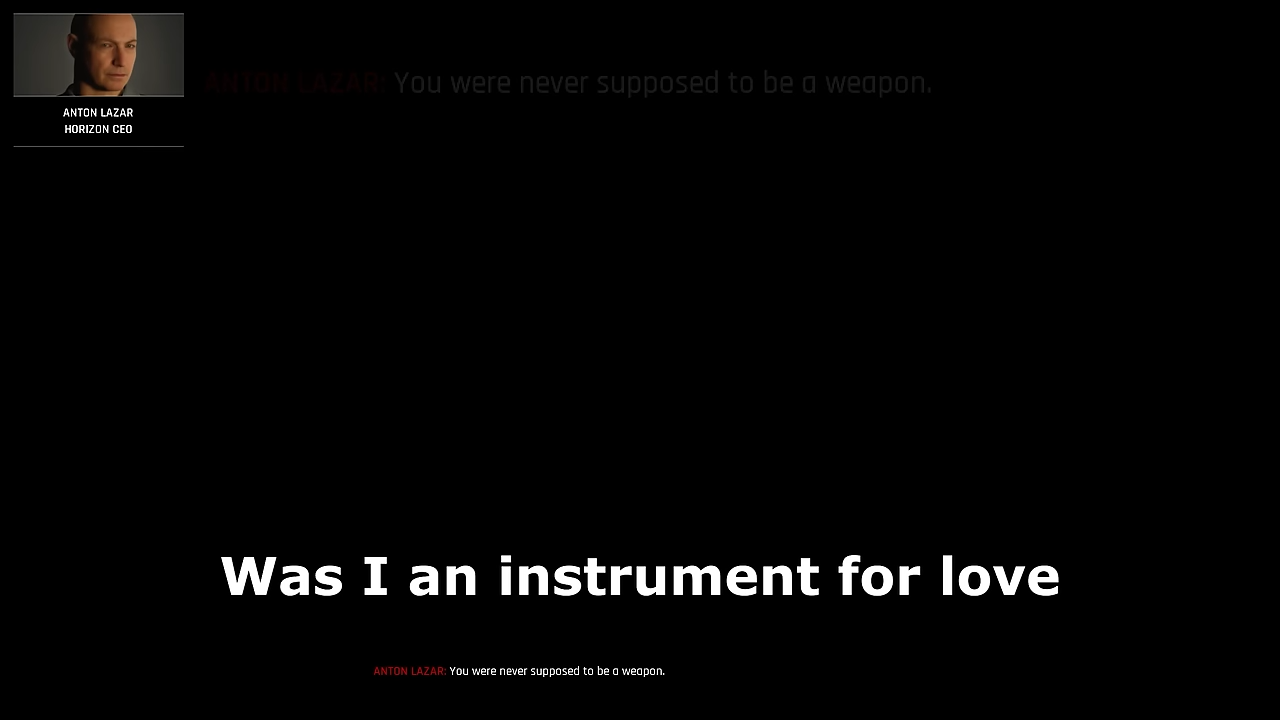 ANTON LAZAR: You were never supposed to be a weapon.
ANTON LAZAR
HORIZON CEO
Was I an instrument for love
ANTON LAZAR: You were never supposed to be a weapon.